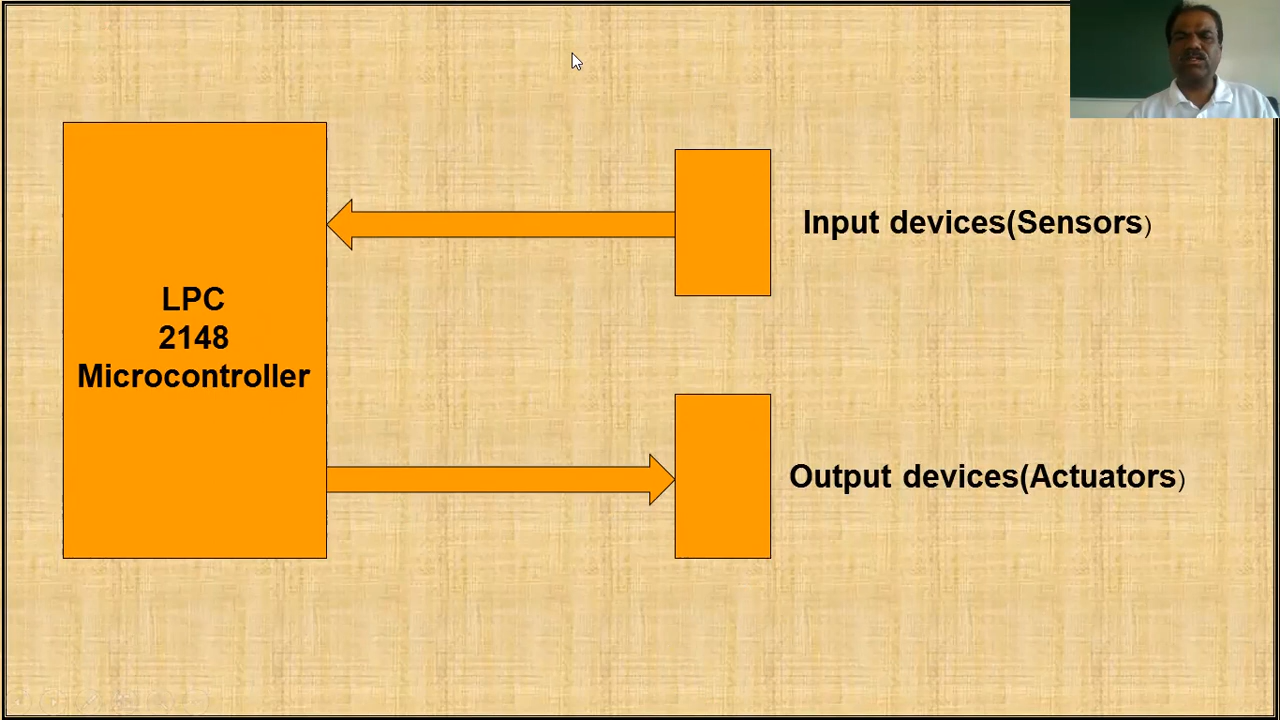 LPC
2148
Microcontroller
Input devices(Sensors)
Output devices(Actuators)